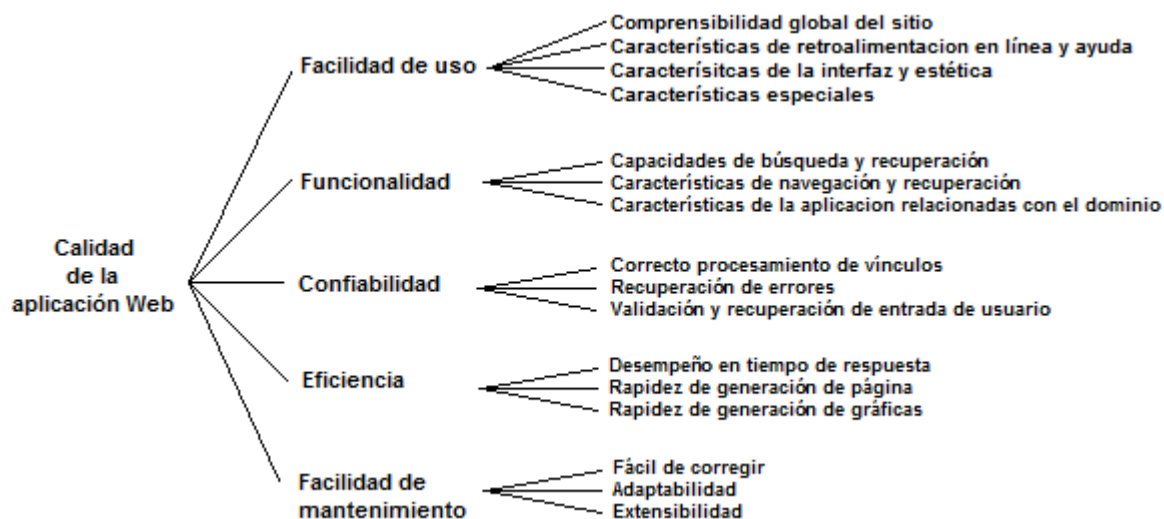 Calidad
de la
aplicación Web
Facilidad de uso
Comprensibilidad global del sitio
Características de retroalimentacion en línea y ayuda
Caracterísitcas de la interfaz y estética
Características especiales
Funcionalidad
Capacidades de búsqueda y recuperación
Características de navegación y recuperación
Características de la aplicacion relacionadas con el dominio
Confiabilidad
Correcto procesamiento de vínculos
Recuperación de errores
Validación y recuperación de entrada de usuario
Eficiencia
Desempeño en tiempo de respuesta
Rapidez de generación de página
Rapidez de generación de gráficas
Facilidad de
mantenimiento
Fácil de corregir
Adaptabilidad
Extensibilidad